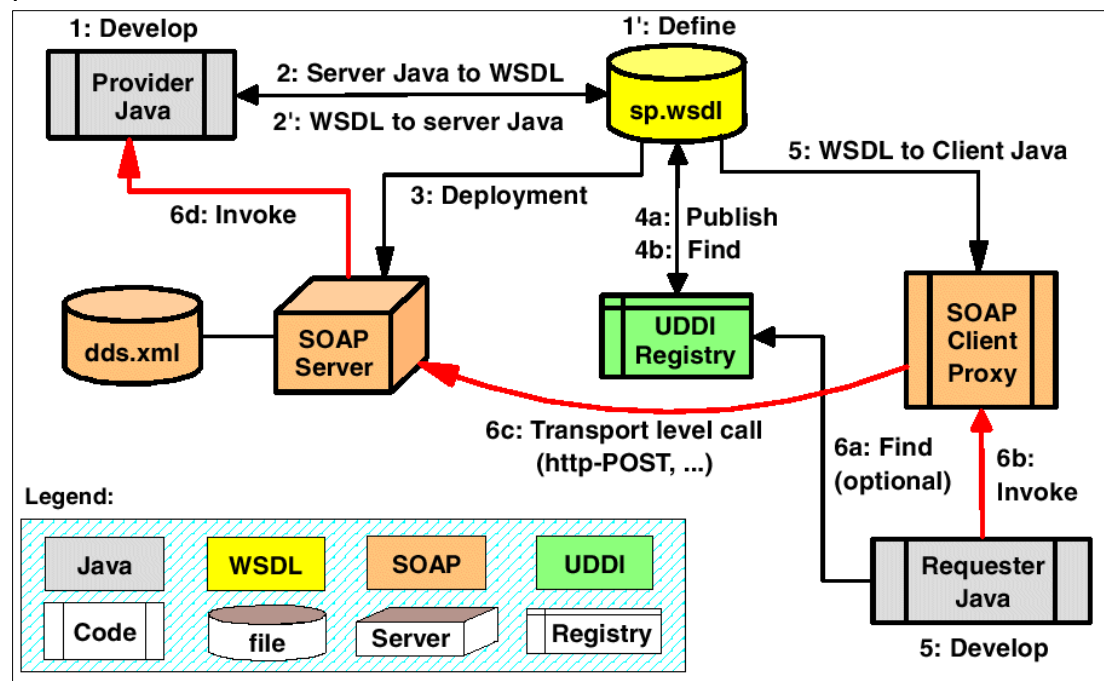 1: Develop
1': Define
Provider
Java
2: Server Java to WSDL
2': WSDL to server Java
sp.wsdl
5: WSDL to Client Java
3: Deployment
4a: Publish
4b: Find
6d: Invoke
dds.xml
SOAP
Server
UDDI
Registry
SOAP
Client
Proxy
6c: Transport level call
(http-POST, ...)
6a: Find
(optional)
6b:
Invoke
Requester
Java
5: Develop
Legend:
Java
WSDL
SOAP
UDDI
Code
file
Server
Registry